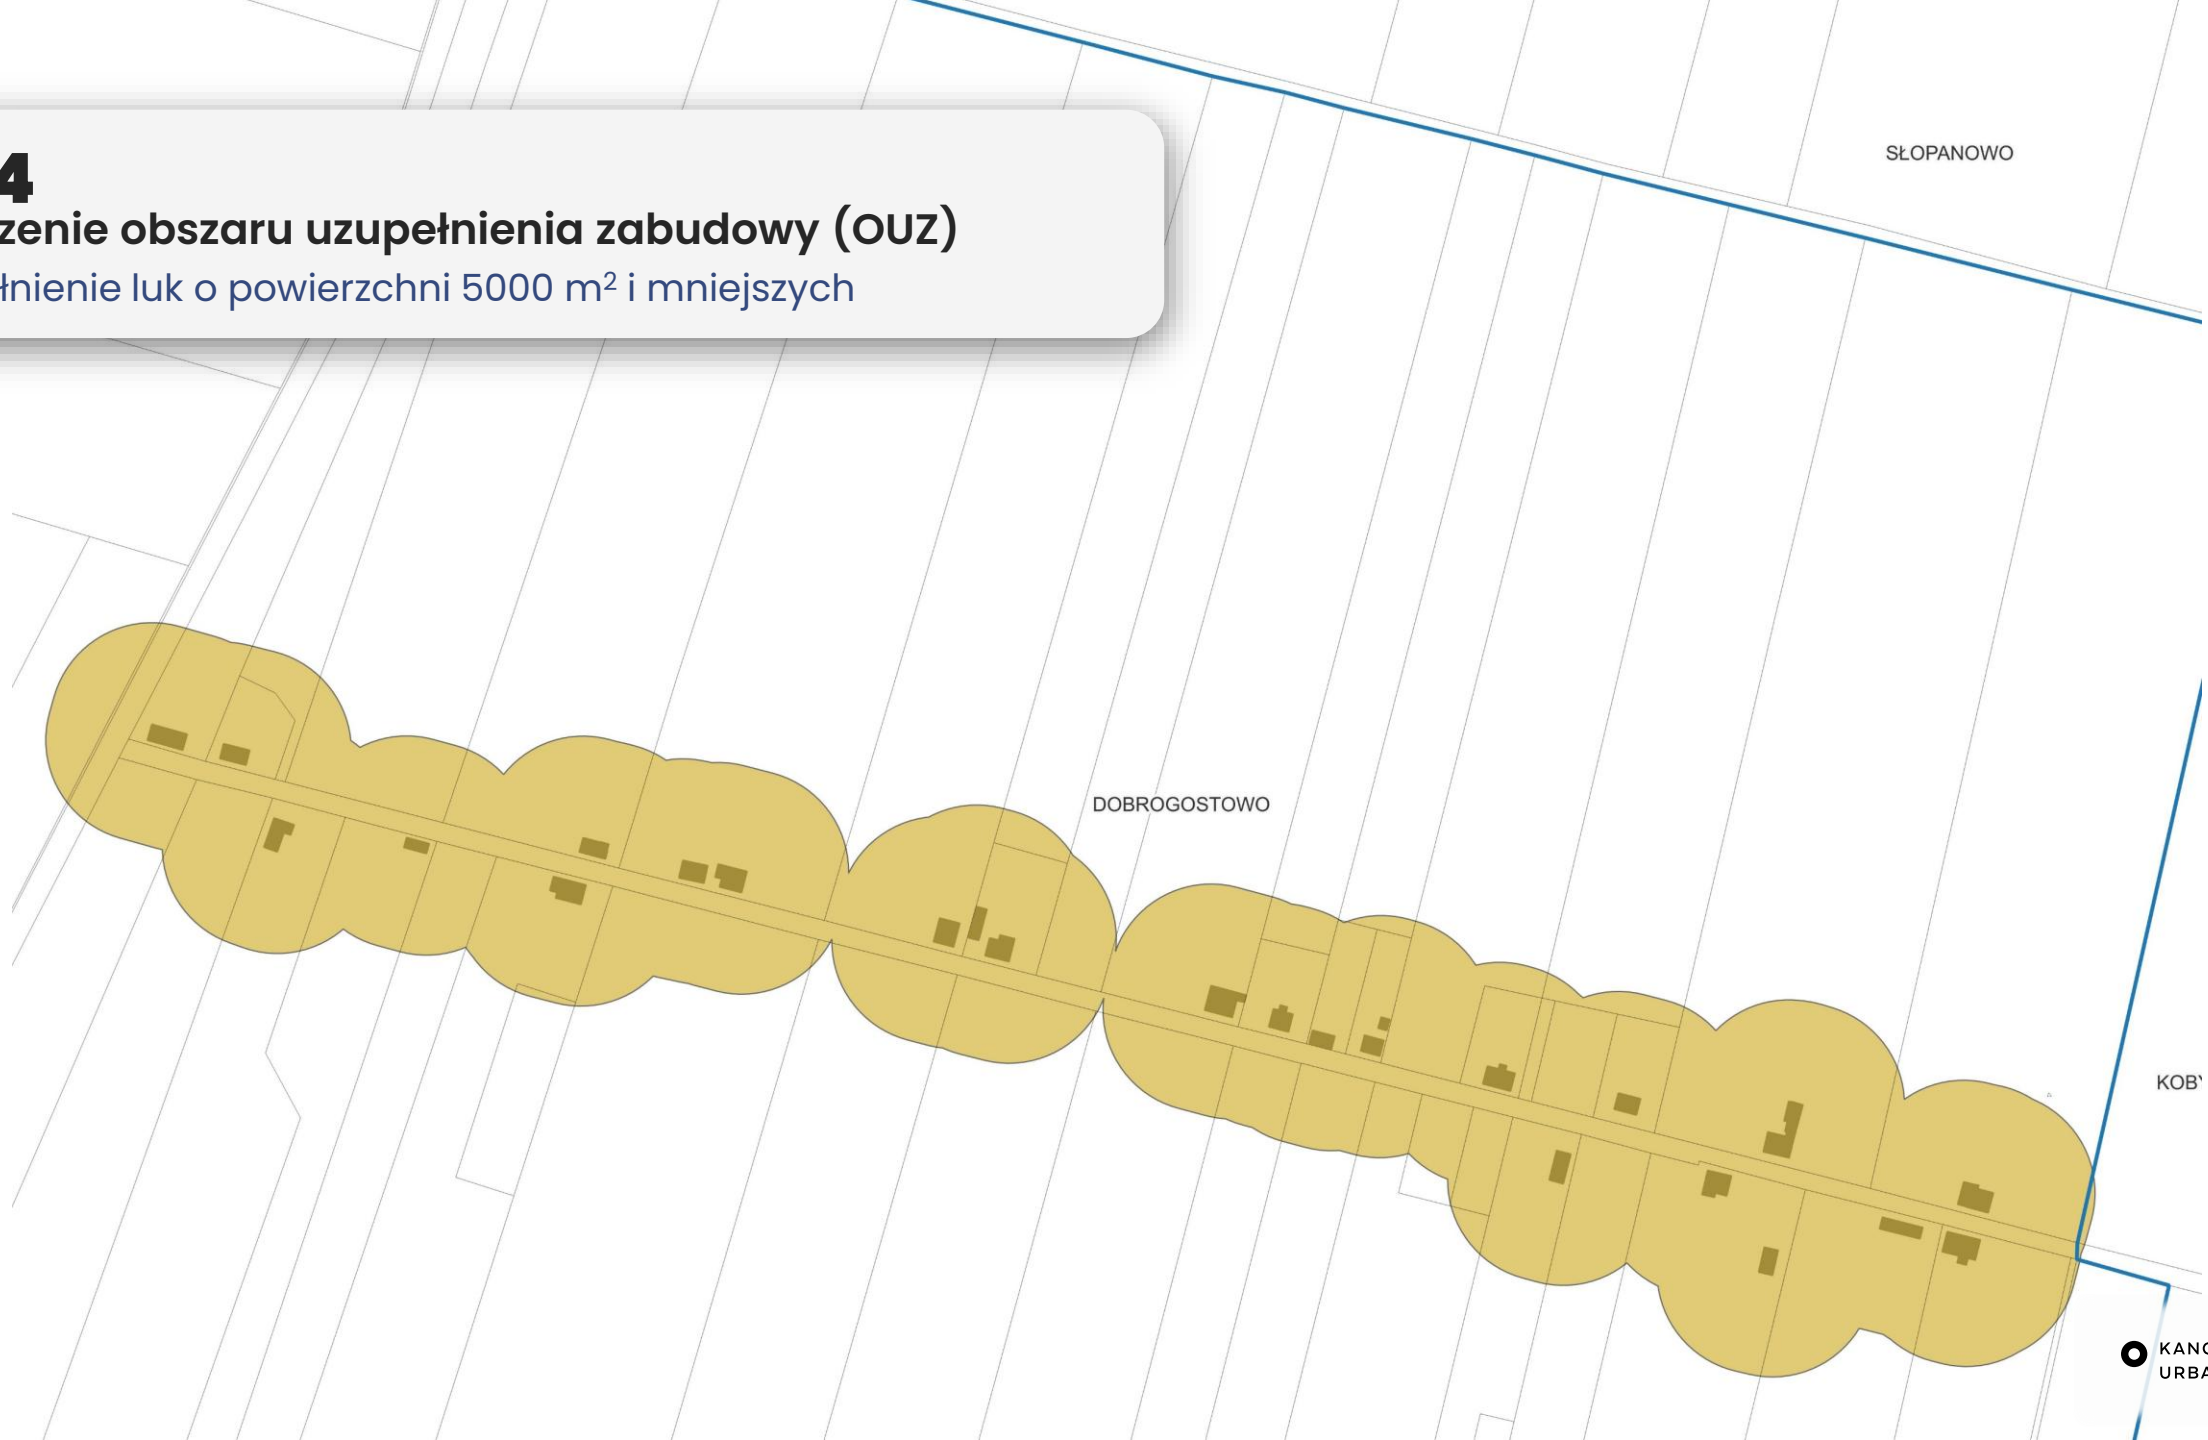 4
zenie obszaru uzupełnienia zabudowy (OUZ)
łnienie luk o powierzchni 5000 m² i mniejszych
SŁOPANOWO
DOBROGOSTOWO
KOBY
KANC
URBA